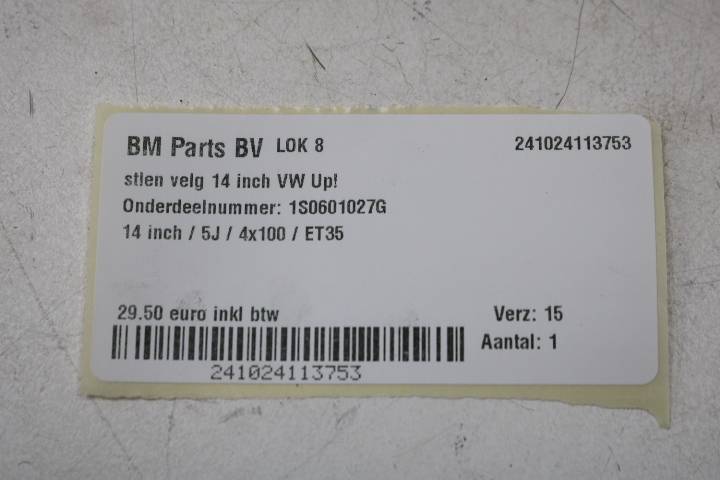 BM Parts BV LOK 8 241024113753
stlen velg 14 inch VW Up!
Onderdeelnummer: 1S0601027G
14 inch / 5J / 4x100 / ET35
29.50 euro inkl btw Verz: 15
Aantal: 1
241024113753